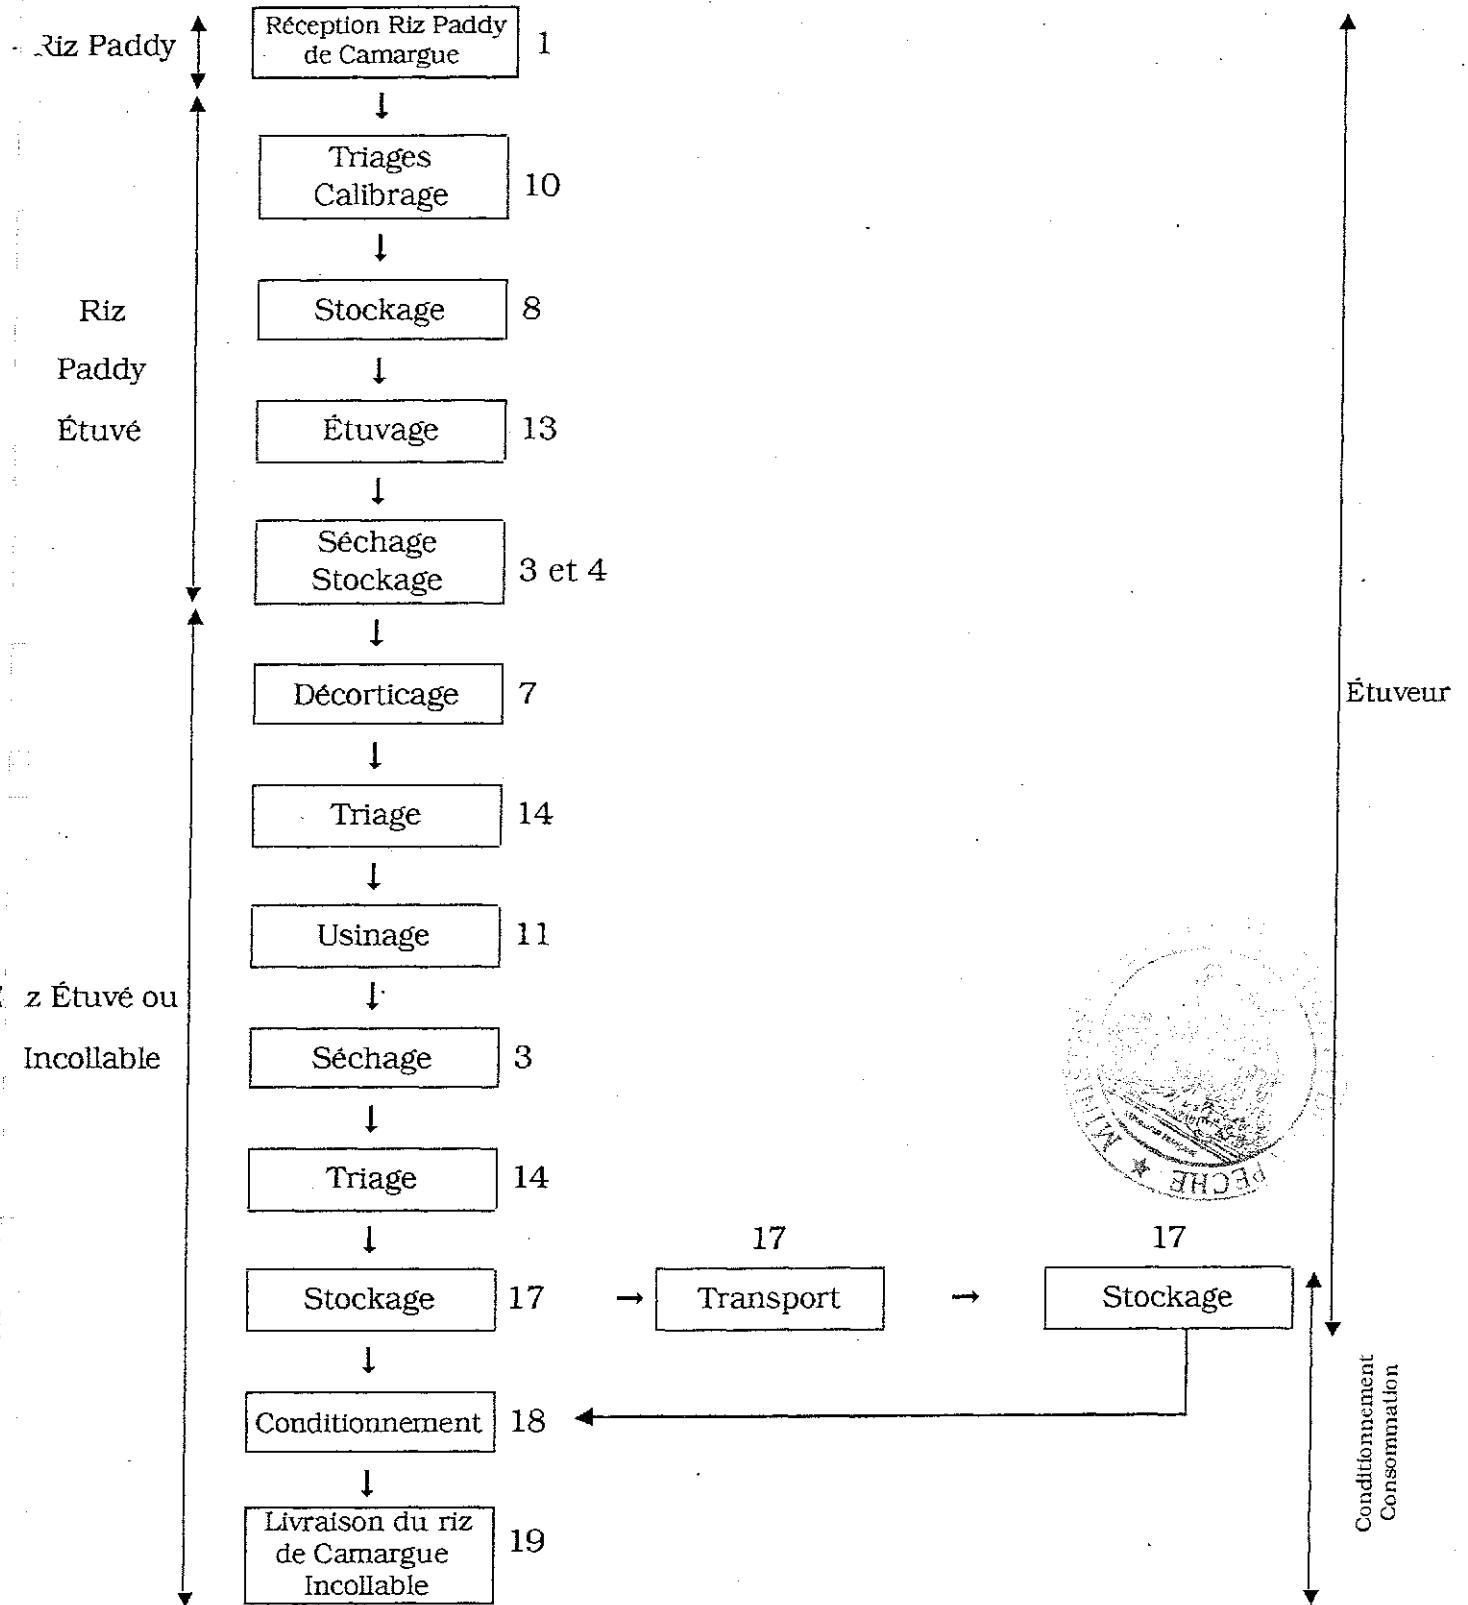 Riz Paddy
Réception Riz Paddy
de Camargue
1
Triages
Calibrage
10
Riz
Paddy
Étuvé
Stockage
8
Étuvage
13
Séchage
Stockage
3 et 4
Décorticage
7
Étuveur
Triage
14
Usinage
11
z Étuvé ou
Incollable
Séchage
3
Triage
14
Stockage
17
17
Transport
17
Stockage
Conditionnement
18
Conditionnement
Consommation
Livraison du riz
de Camargue
Incollable
19
PECHE ★ MI